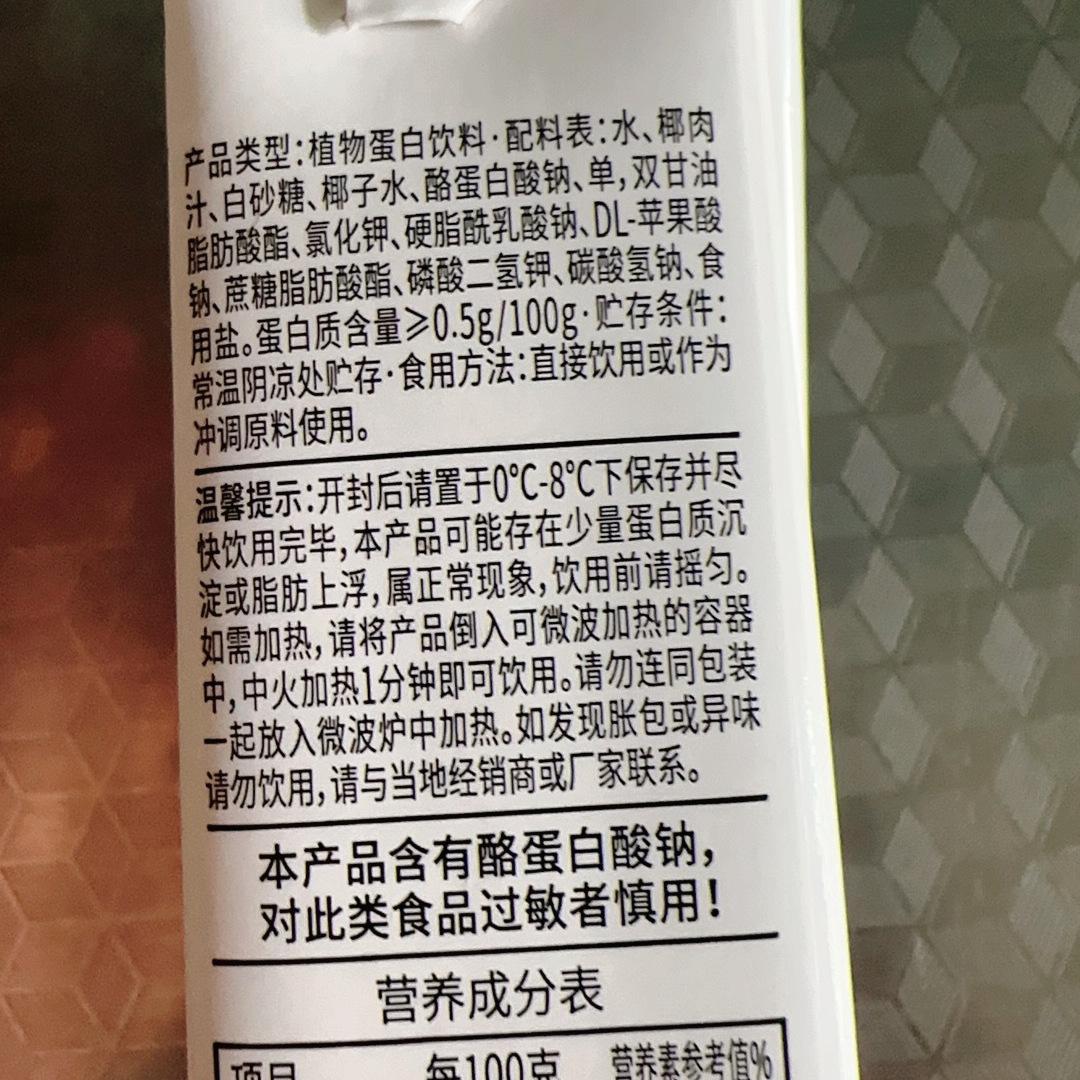 产品类型：植物蛋白饮料·配料表：水、椰肉
汁、白砂糖、椰子水、酪蛋白酸钠、单，双甘油
脂肪酸酯、氯化钾、硬脂酰乳酸钠、DL-苹果酸
钠、蔗糖脂肪酸酯、磷酸二氢钾、碳酸氢钠、食
用盐。蛋白质含量≥0.5g/100g·贮存条件：
常温阴凉处贮存·食用方法：直接饮用或作为
冲调原料使用。
温馨提示：开封后请置于0℃-8℃下保存并尽
快饮用完毕，本产品可能存在少量蛋白质沉
淀或脂肪上浮，属正常现象，饮用前请摇匀。
如需加热，请将产品倒入可微波加热的容器
中，中火加热1分钟即可饮用。请勿连同包装
一起放入微波炉中加热。如发现胀包或异味
请勿饮用，请与当地经销商或厂家联系。
本产品含有酪蛋白酸钠，
对此类食品过敏者慎用！
营养成分表
项目 每100克 营养素参考值%